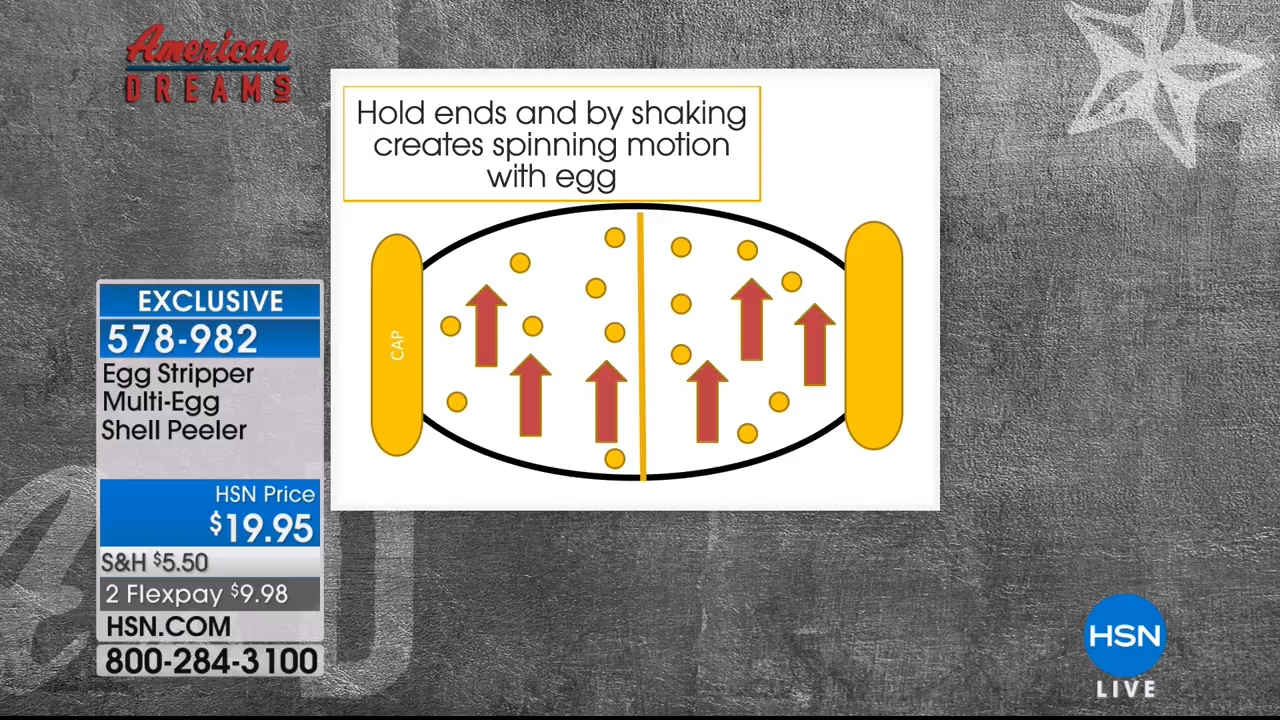 American
DREAMS
Hold ends and by shaking
creates spinning motion
with egg
CAP
EXCLUSIVE
578-982
Egg Stripper
Multi-Egg
Shell Peeler
HSN Price
$19.95
S&H $5.50
2 Flexpay $9.98
HSN.COM
800-284-3100
HSN
LIVE